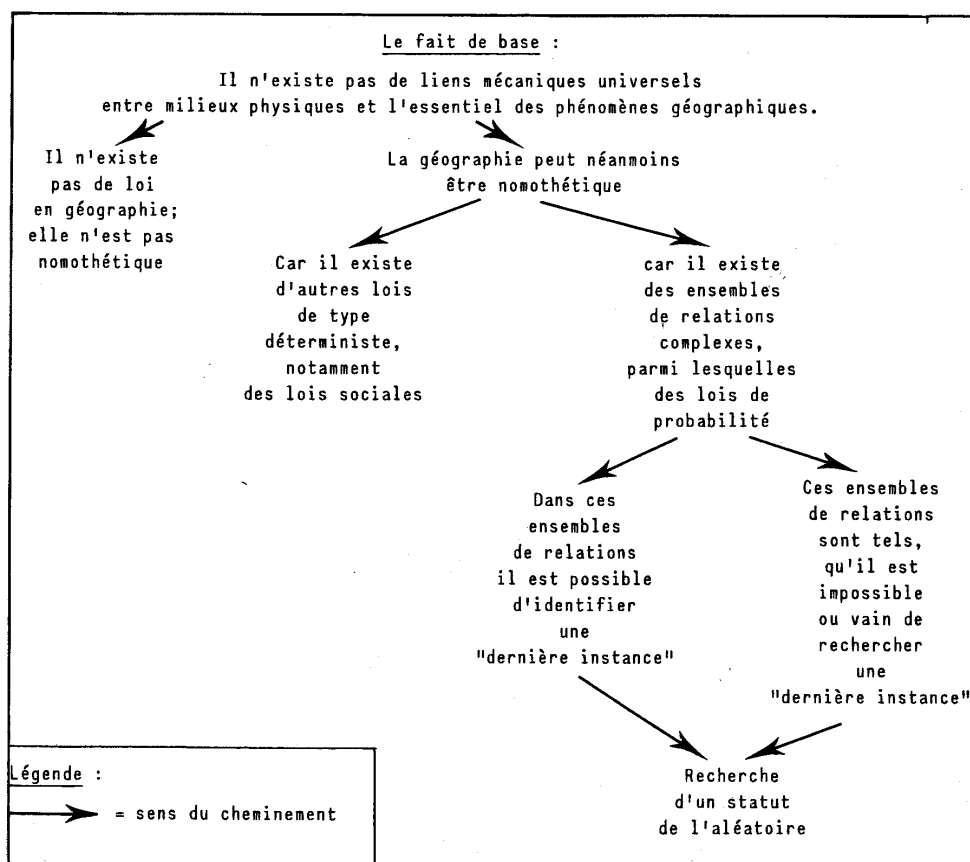 Le fait de base :
Il n'existe pas de liens mécaniques universels
entre milieux physiques et l'essentiel des phénomènes géographiques.
Il n'existe
pas de loi
en géographie;
elle n'est pas
nomothétique
La géographie peut néanmoins
être nomothétique
Car il existe
d'autres lois
de type
déterministe,
notamment
des lois sociales
car il existe
des ensembles
de relations
complexes,
parmi lesquelles
des lois de
probabilité
Dans ces
ensembles
de relations
il est possible
d'identifier
une
"dernière instance"
Ces ensembles
de relations
sont tels,
qu'il est
impossible
ou vain de
rechercher
une
"dernière instance"
Recherche
d'un statut
de l'aléatoire
Légende :
= sens du cheminement